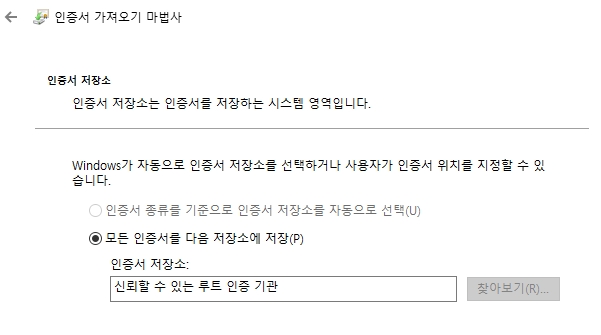 인증서 가져오기 마법사
인증서 저장소
인증서 저장소는 인증서를 저장하는 시스템 영역입니다.
Windows가 자동으로 인증서 저장소를 선택하거나 사용자가 인증서 위치를 지정할 수 있
습니다.
인증서 종류를 기준으로 인증서 저장소를 자동으로 선택(U)
모든 인증서를 다음 저장소에 저장(P)
인증서 저장소:
신뢰할 수 있는 루트 인증 기관
찾아보기(R)...